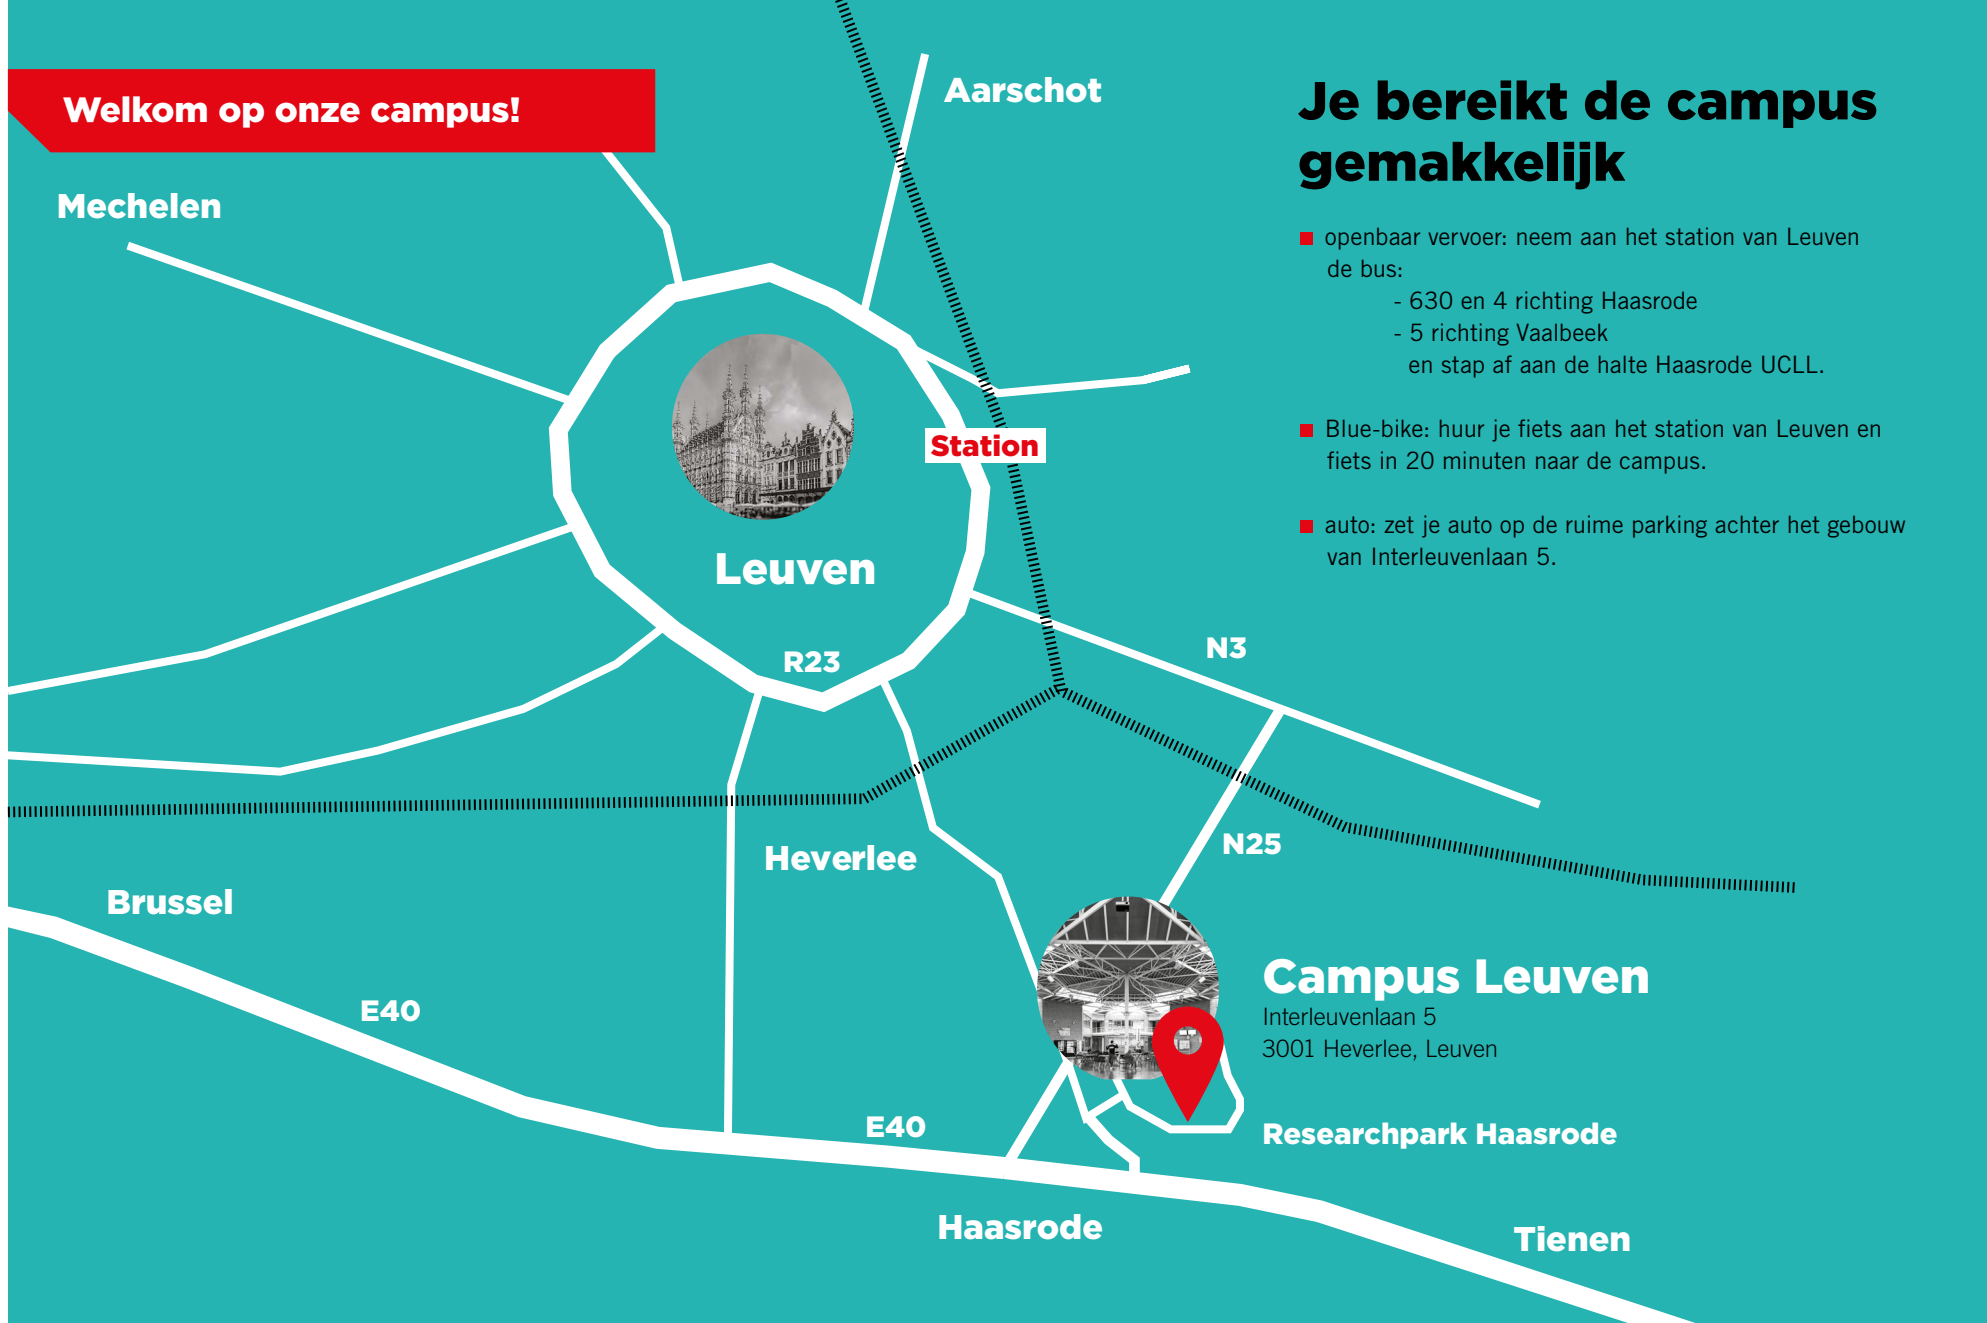 Welkom op onze campus!
Aarschot
Mechelen
Je bereikt de campus
gemakkelijk
openbaar vervoer: neem aan het station van Leuven
de bus:
- 630 en 4 richting Haasrode
- 5 richting Vaalbeek
en stap af aan de halte Haasrode UCLL.
Blue-bike: huur je fiets aan het station van Leuven en
fiets in 20 minuten naar de campus.
auto: zet je auto op de ruime parking achter het gebouw
van Interleuvenlaan 5.
Station
Leuven
R23
N3
N25
Heverlee
Brussel
E40
Campus Leuven
Interleuvenlaan 5
3001 Heverlee, Leuven
E40
Researchpark Haasrode
Haasrode
Tienen